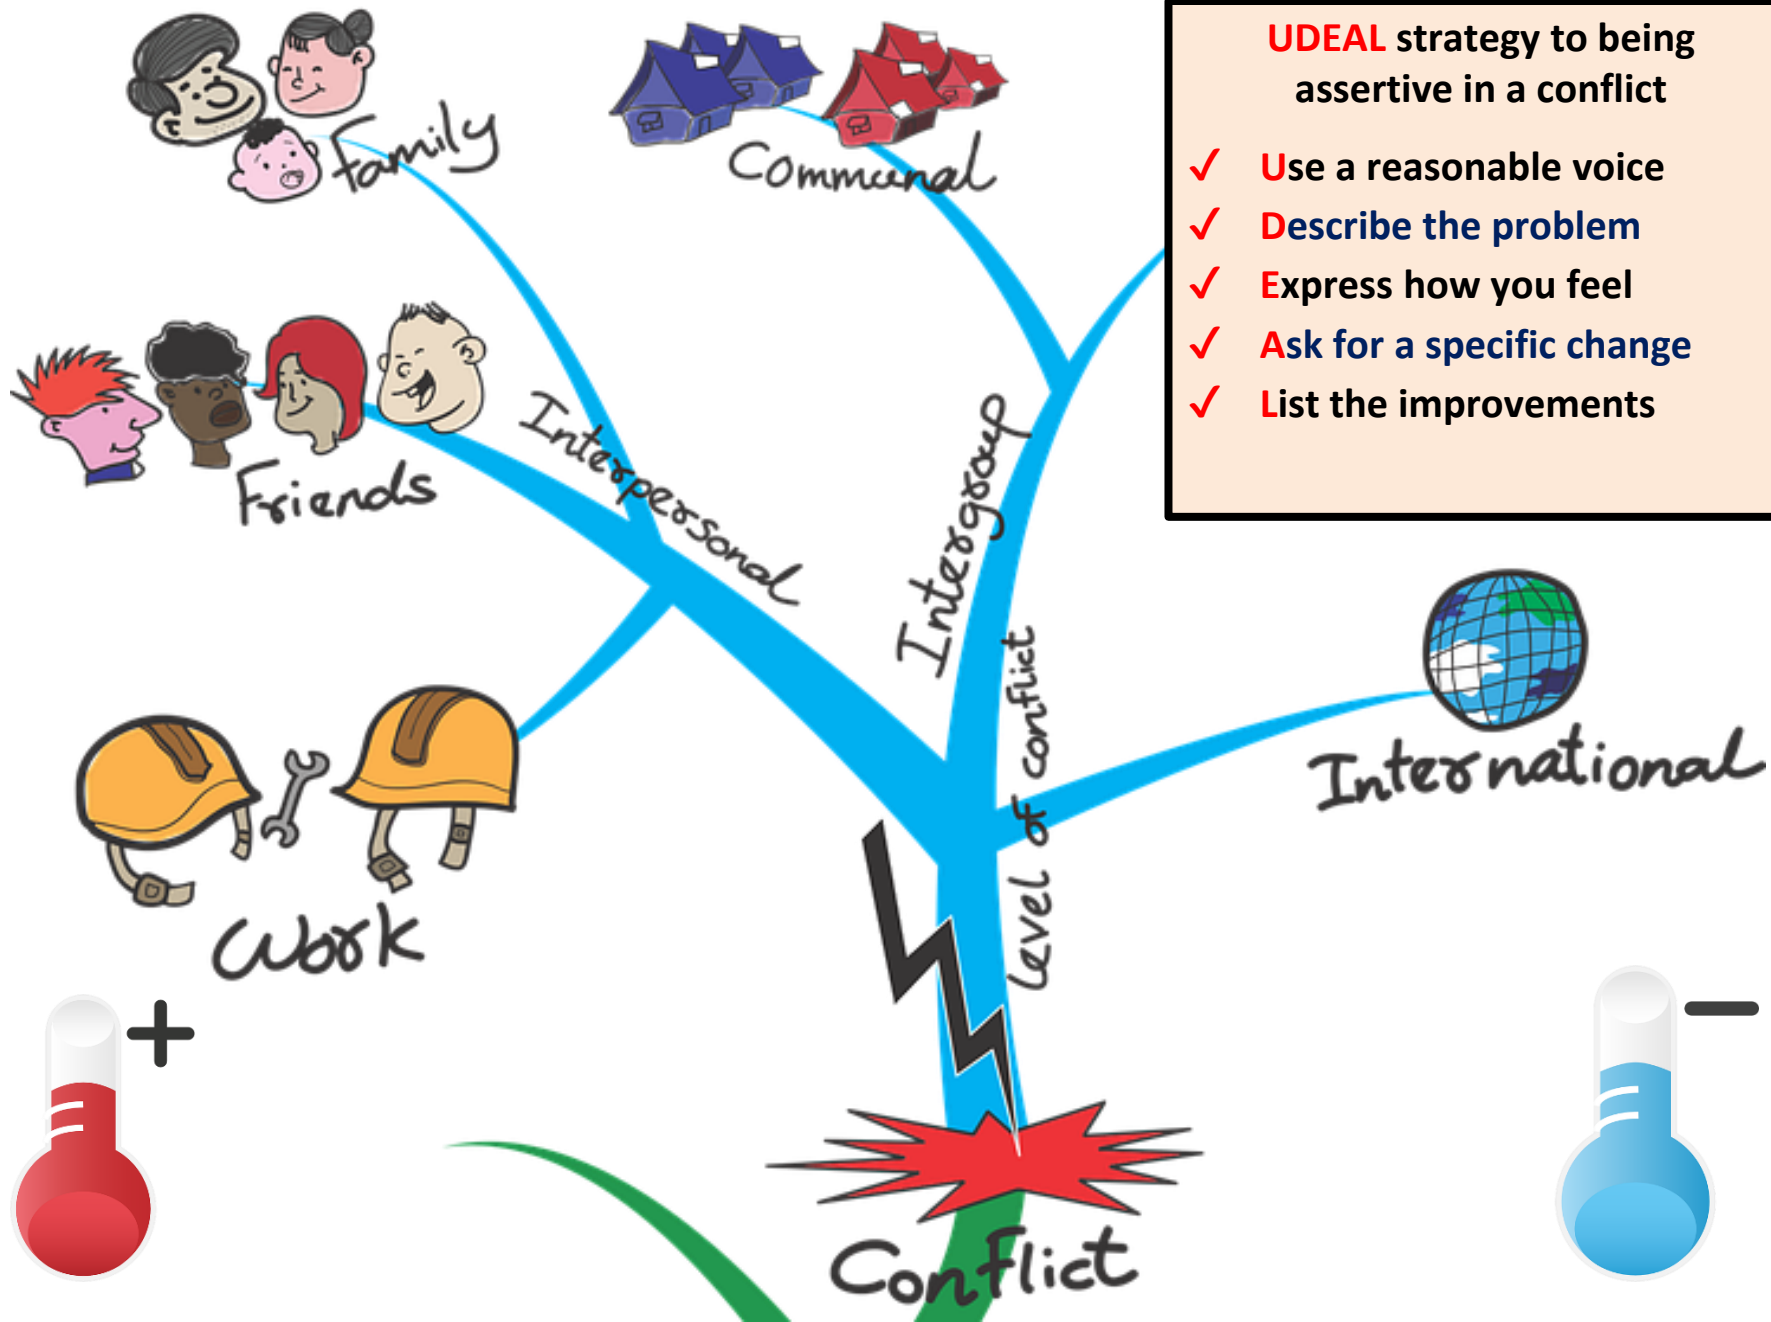 UDEAL strategy to being
assertive in a conflict
✓ Use a reasonable voice
✓ Describe the problem
✓ Express how you feel
✓ Ask for a specific change
✓ List the improvements
Family
Communal
Friends
Interpersonal
Intergroup
Work
level of conflict
International
Conflict
+
−